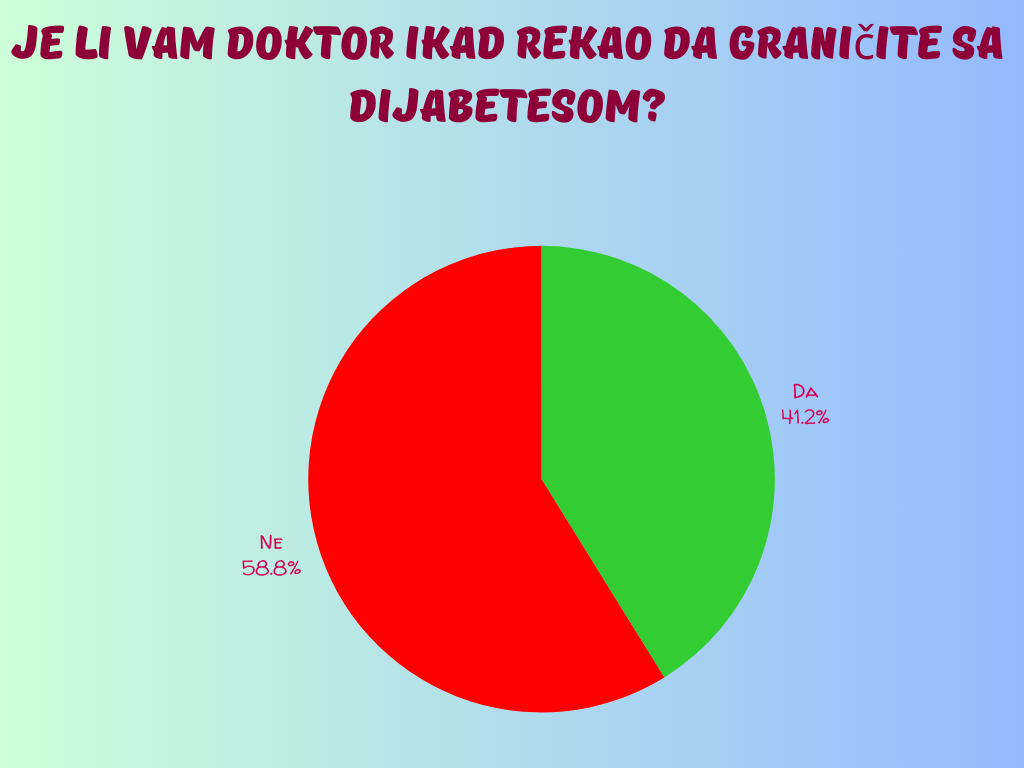 JE LI VAM DOKTOR IKAD REKAO DA GRANIČITE SA
DIJABETESOM?
Da
41.2%
Ne
58.8%